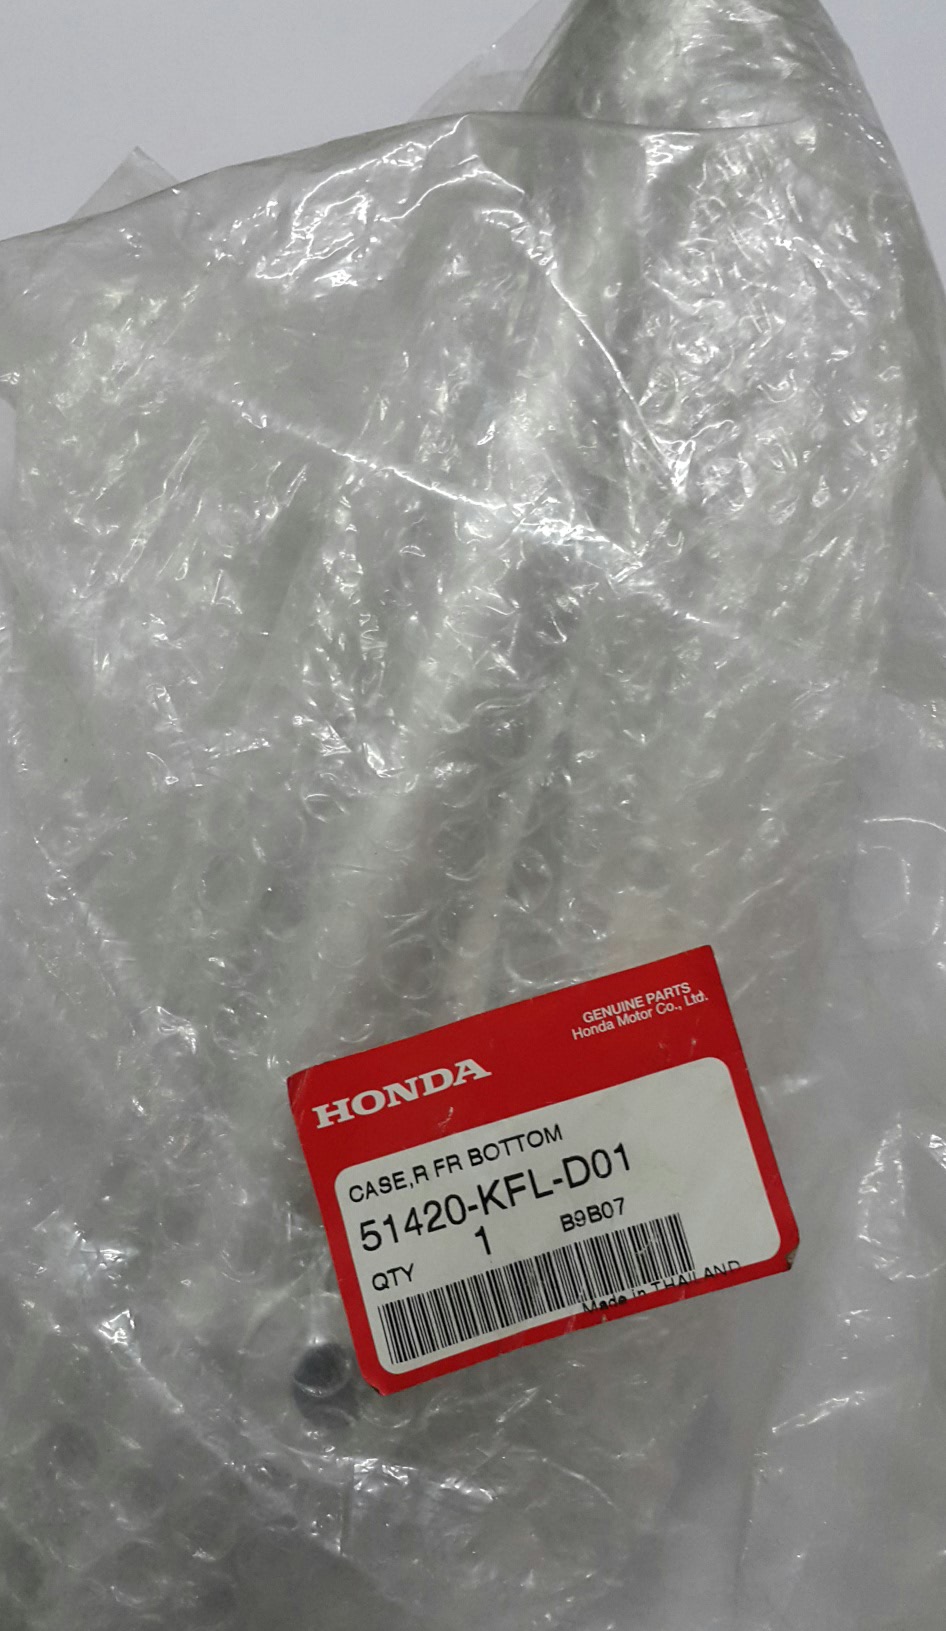 HONDA
GENUINE PARTS
Honda Motor Co., Ltd.
CASE,R FR BOTTOM
51420-KFL-D01
QTY 1 B9B07
Made in THAILAND